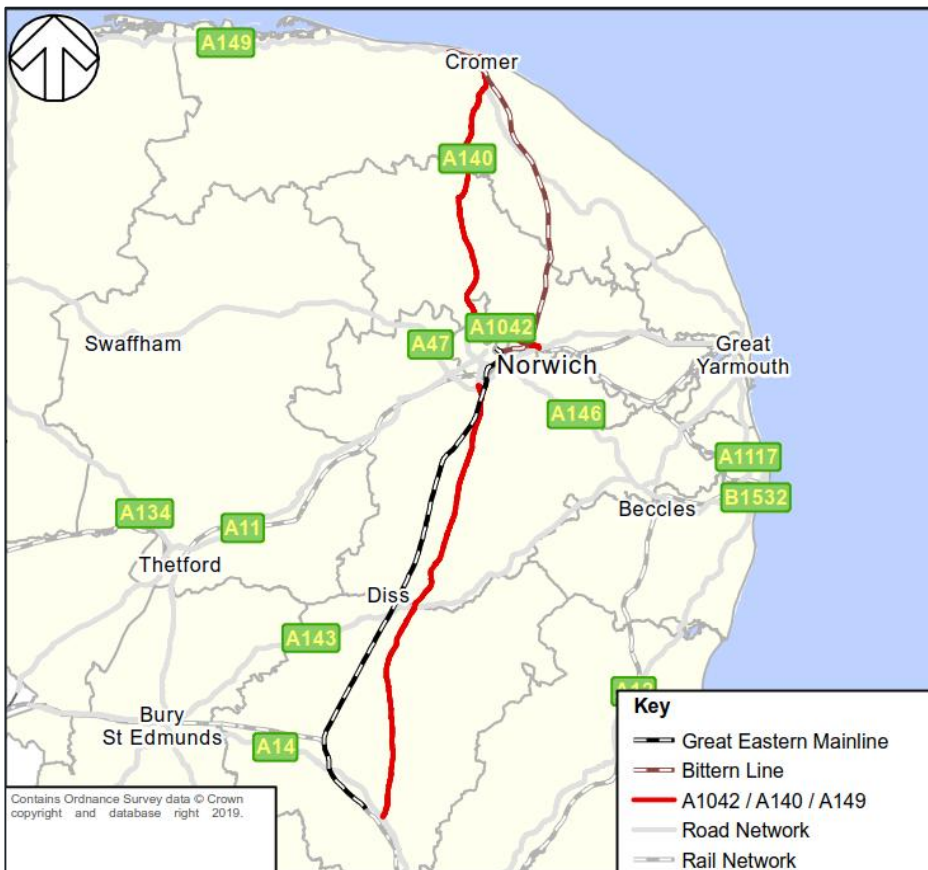 A149
Cromer
A140
A1042
Swaffham
A47
Great
Yarmouth
Norwich
A146
A1117
B1532
Beccles
A134
A11
Thetford
Diss
A143
Bury
St Edmunds
A14
Key
Great Eastern Mainline
Bittern Line
A1042 / A140 / A149
Road Network
Rail Network
Contains Ordnance Survey data © Crown
copyright and database right 2019.